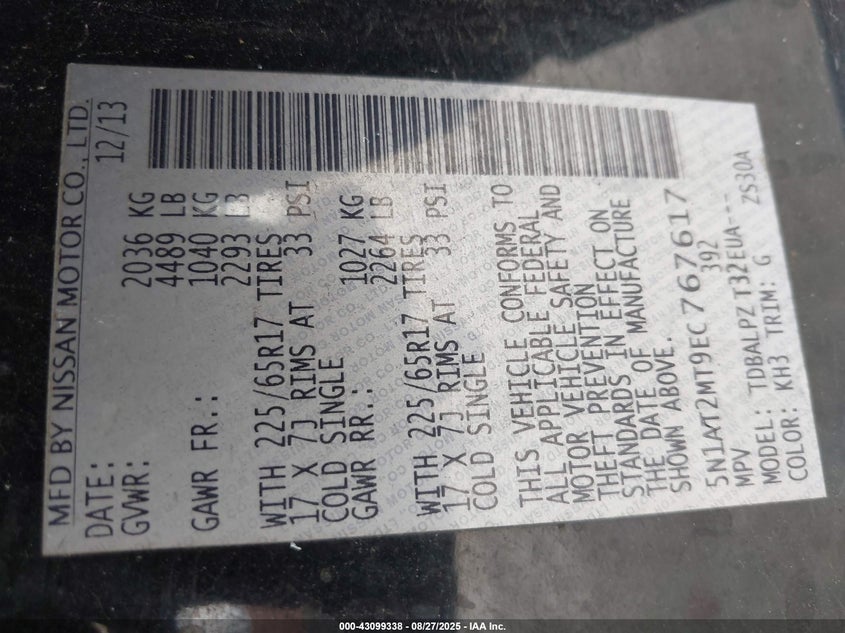 MFD BY NISSAN MOTOR CO., LTD.
DATE: 12/13
GVWR: 2036 KG
4489 LB
GAWR FR.: 1040 KG
2293 LB
WITH 225/65R17 TIRES
17 X 7J RIMS AT 33 PSI
COLD SINGLE
GAWR RR.: 1027 KG
2264 LB
WITH 225/65R17 TIRES
17 X 7J RIMS AT 33 PSI
COLD SINGLE
THIS VEHICLE CONFORMS TO
ALL APPLICABLE FEDERAL
MOTOR VEHICLE SAFETY AND
THEFT PREVENTION
STANDARDS IN EFFECT ON
THE DATE OF MANUFACTURE
SHOWN ABOVE.
5N1AT2MT9EC767617
MPV 392
MODEL: TDBALPZ T32EUA---
COLOR: KH3 TRIM: G ZS30A
000-43099338 - 08/27/2025 - IAA Inc.